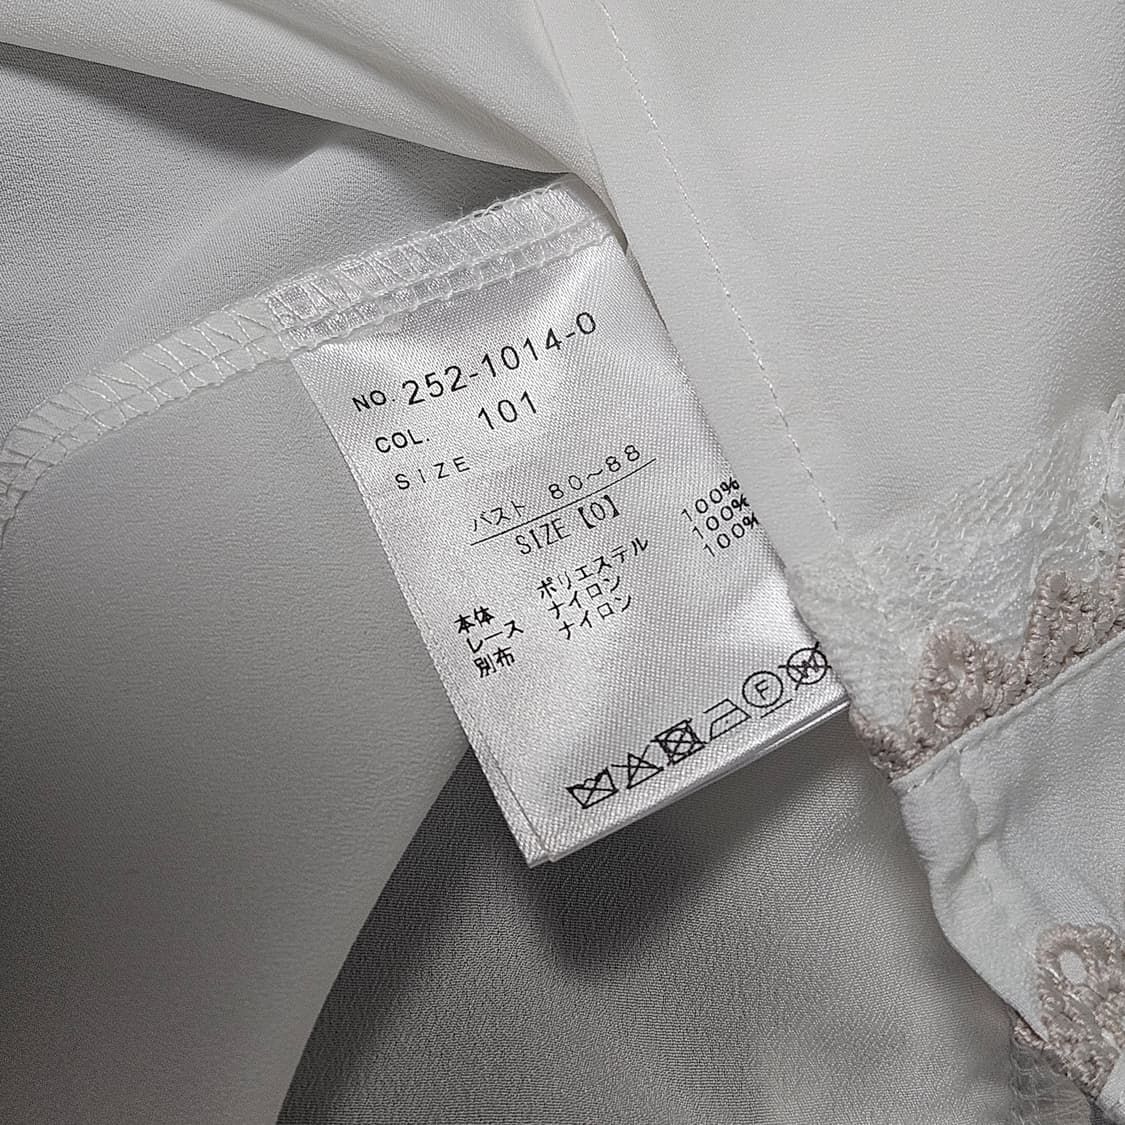 NO. 252-1014-0
COL. 101
SIZE
バスト 80~88
SIZE【0】
本体 ポリエステル 100%
レース ナイロン 100%
別布 ナイロン 100%
F W